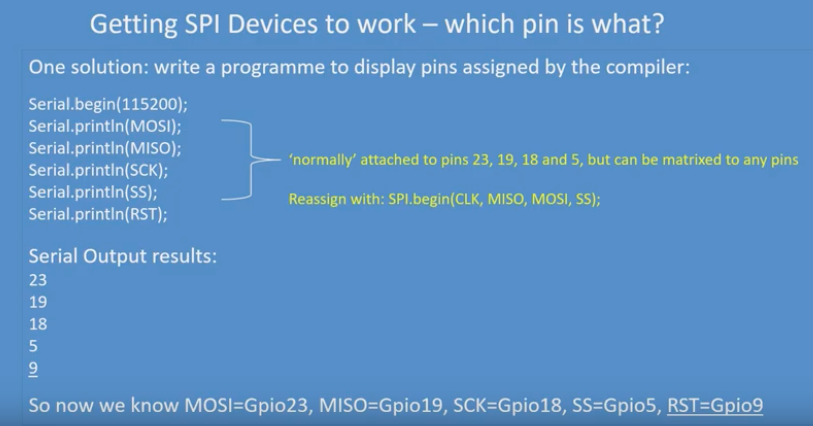 Getting SPI Devices to work – which pin is what?
One solution: write a programme to display pins assigned by the compiler:
Serial.begin(115200);
Serial.println(MOSI);
Serial.println(MISO);
Serial.println(SCK);
Serial.println(SS);
Serial.println(RST);
‘normally’ attached to pins 23, 19, 18 and 5, but can be matrixed to any pins
Reassign with: SPI.begin(CLK, MISO, MOSI, SS);
Serial Output results:
23
19
18
5
9
So now we know MOSI=Gpio23, MISO=Gpio19, SCK=Gpio18, SS=Gpio5, RST=Gpio9